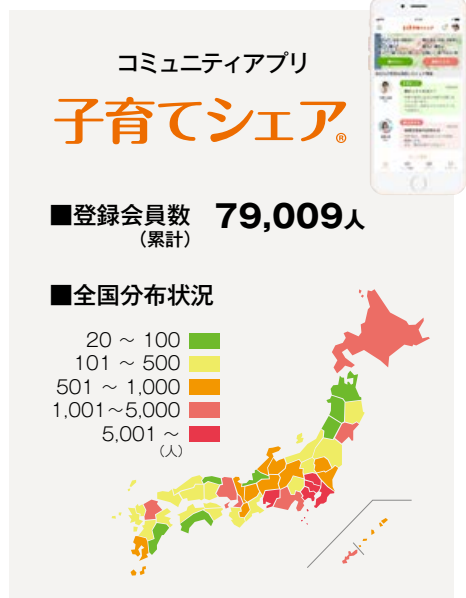 コミュニティアプリ
子育てシェア®
■登録会員数 79,009人
（累計）
■全国分布状況
20 ～ 100
101 ～ 500
501 ～ 1,000
1,001～5,000
5,001 ～
（人）